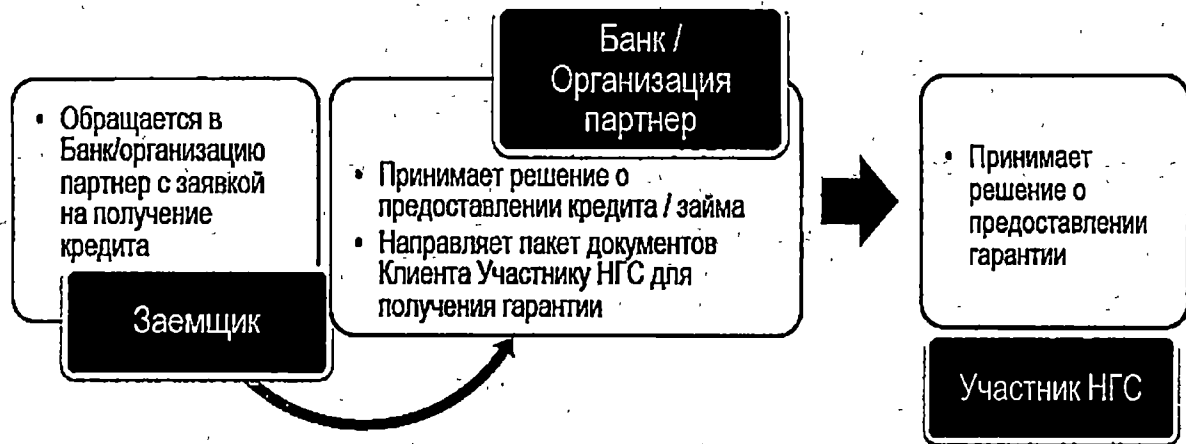 • Обращается в
Банк/организацию
партнер с заявкой
на получение
кредита
Заемщик
Банк /
Организация
партнер
• Принимает решение о
предоставлении кредита / займа
• Направляет пакет документов
Клиента Участнику НГС для
получения гарантии
• Принимает
решение о
предоставлении
гарантии
Участник НГС